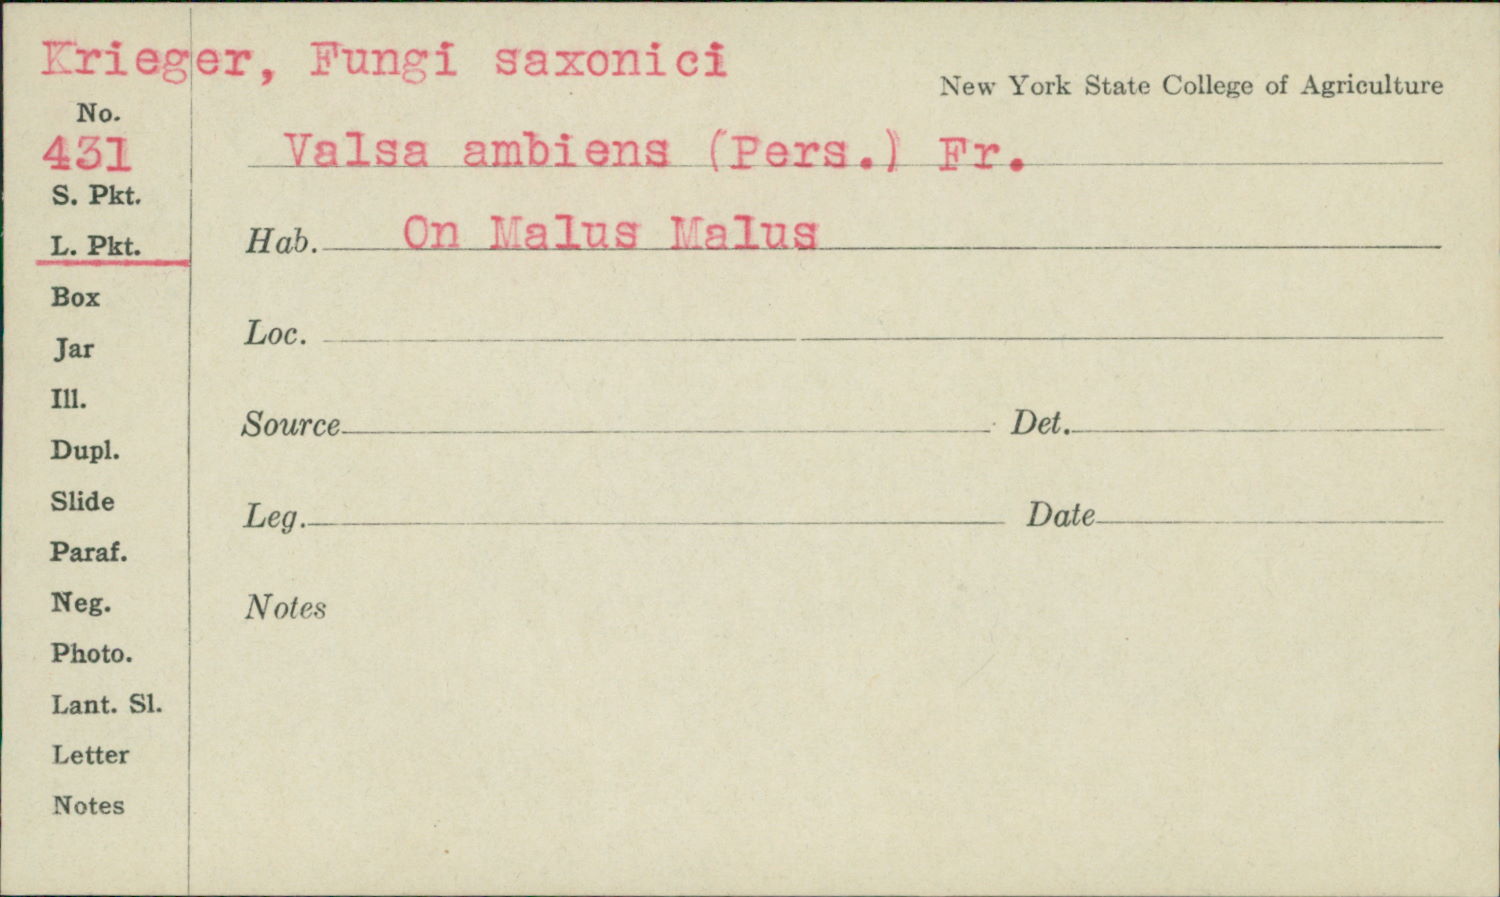 Krieger, Fungi saxonici
New York State College of Agriculture
No.
431
Valsa ambiens (Pers.) Fr.
S. Pkt.
L. Pkt.
Hab. On Malus Malus
Box
Jar
Loc.
Ill.
Dupl.
Source Det.
Slide
Leg. Date
Paraf.
Neg.
Notes
Photo.
Lant. Sl.
Letter
Notes